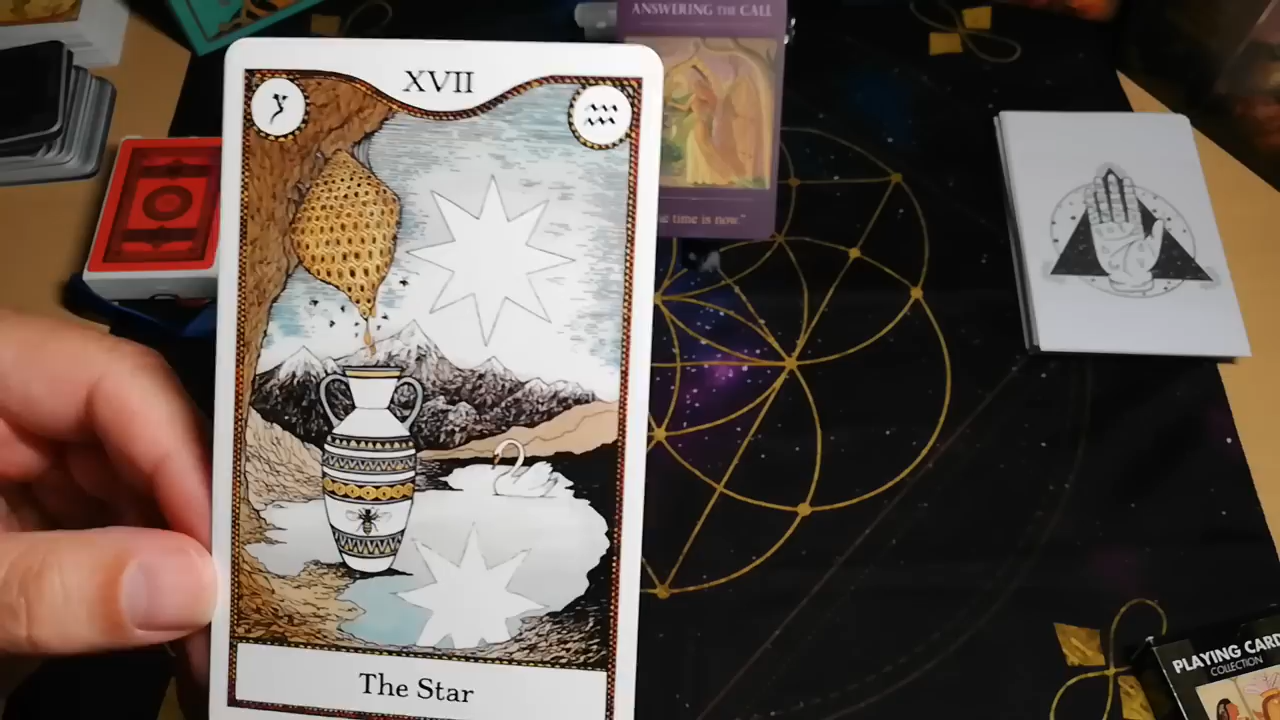 ANSWERING THE CALL
XVII
time is now."
The Star
PLAYING CARD
COLLECTION